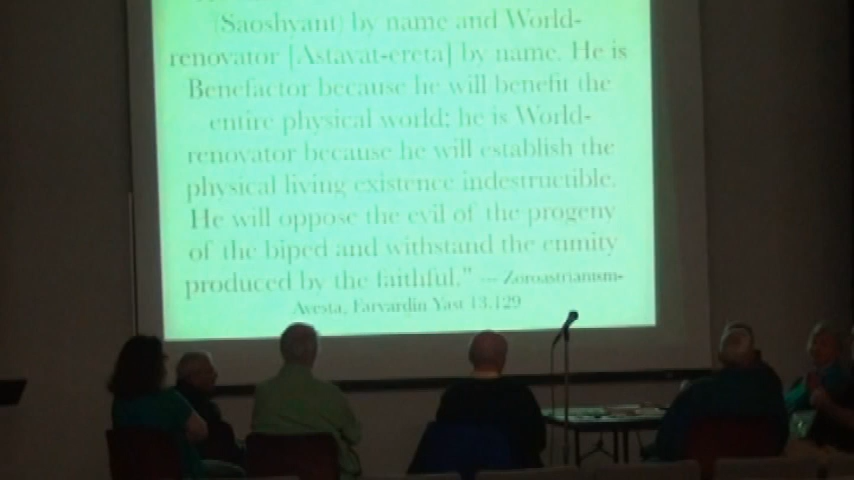 (Saoshyant) by name and World-
renovator [Astavat-ereta] by name. He is
Benefactor because he will benefit the
entire physical world; he is World-
renovator because he will establish the
physical living existence indestructible.
He will oppose the evil of the progeny
of the biped and withstand the enmity
produced by the faithful.” — Zoroastrianism-
Avesta, Farvardin Yast 13.129